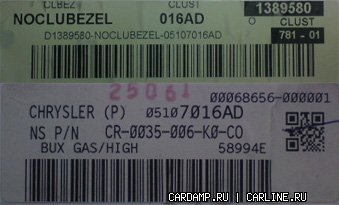 CLBEZ CLUST 1389580
NOCLUBEZEL 016AD CLUST
D1389580-NOCLUBEZEL-05107016AD 781 - 01
25061 00068656-000001
CHRYSLER (P) 05107016AD
NS P/N CR-0035-006-K0-C0
BUX GAS/HIGH 58994E
CARDAMP.RU | CARLINE.RU